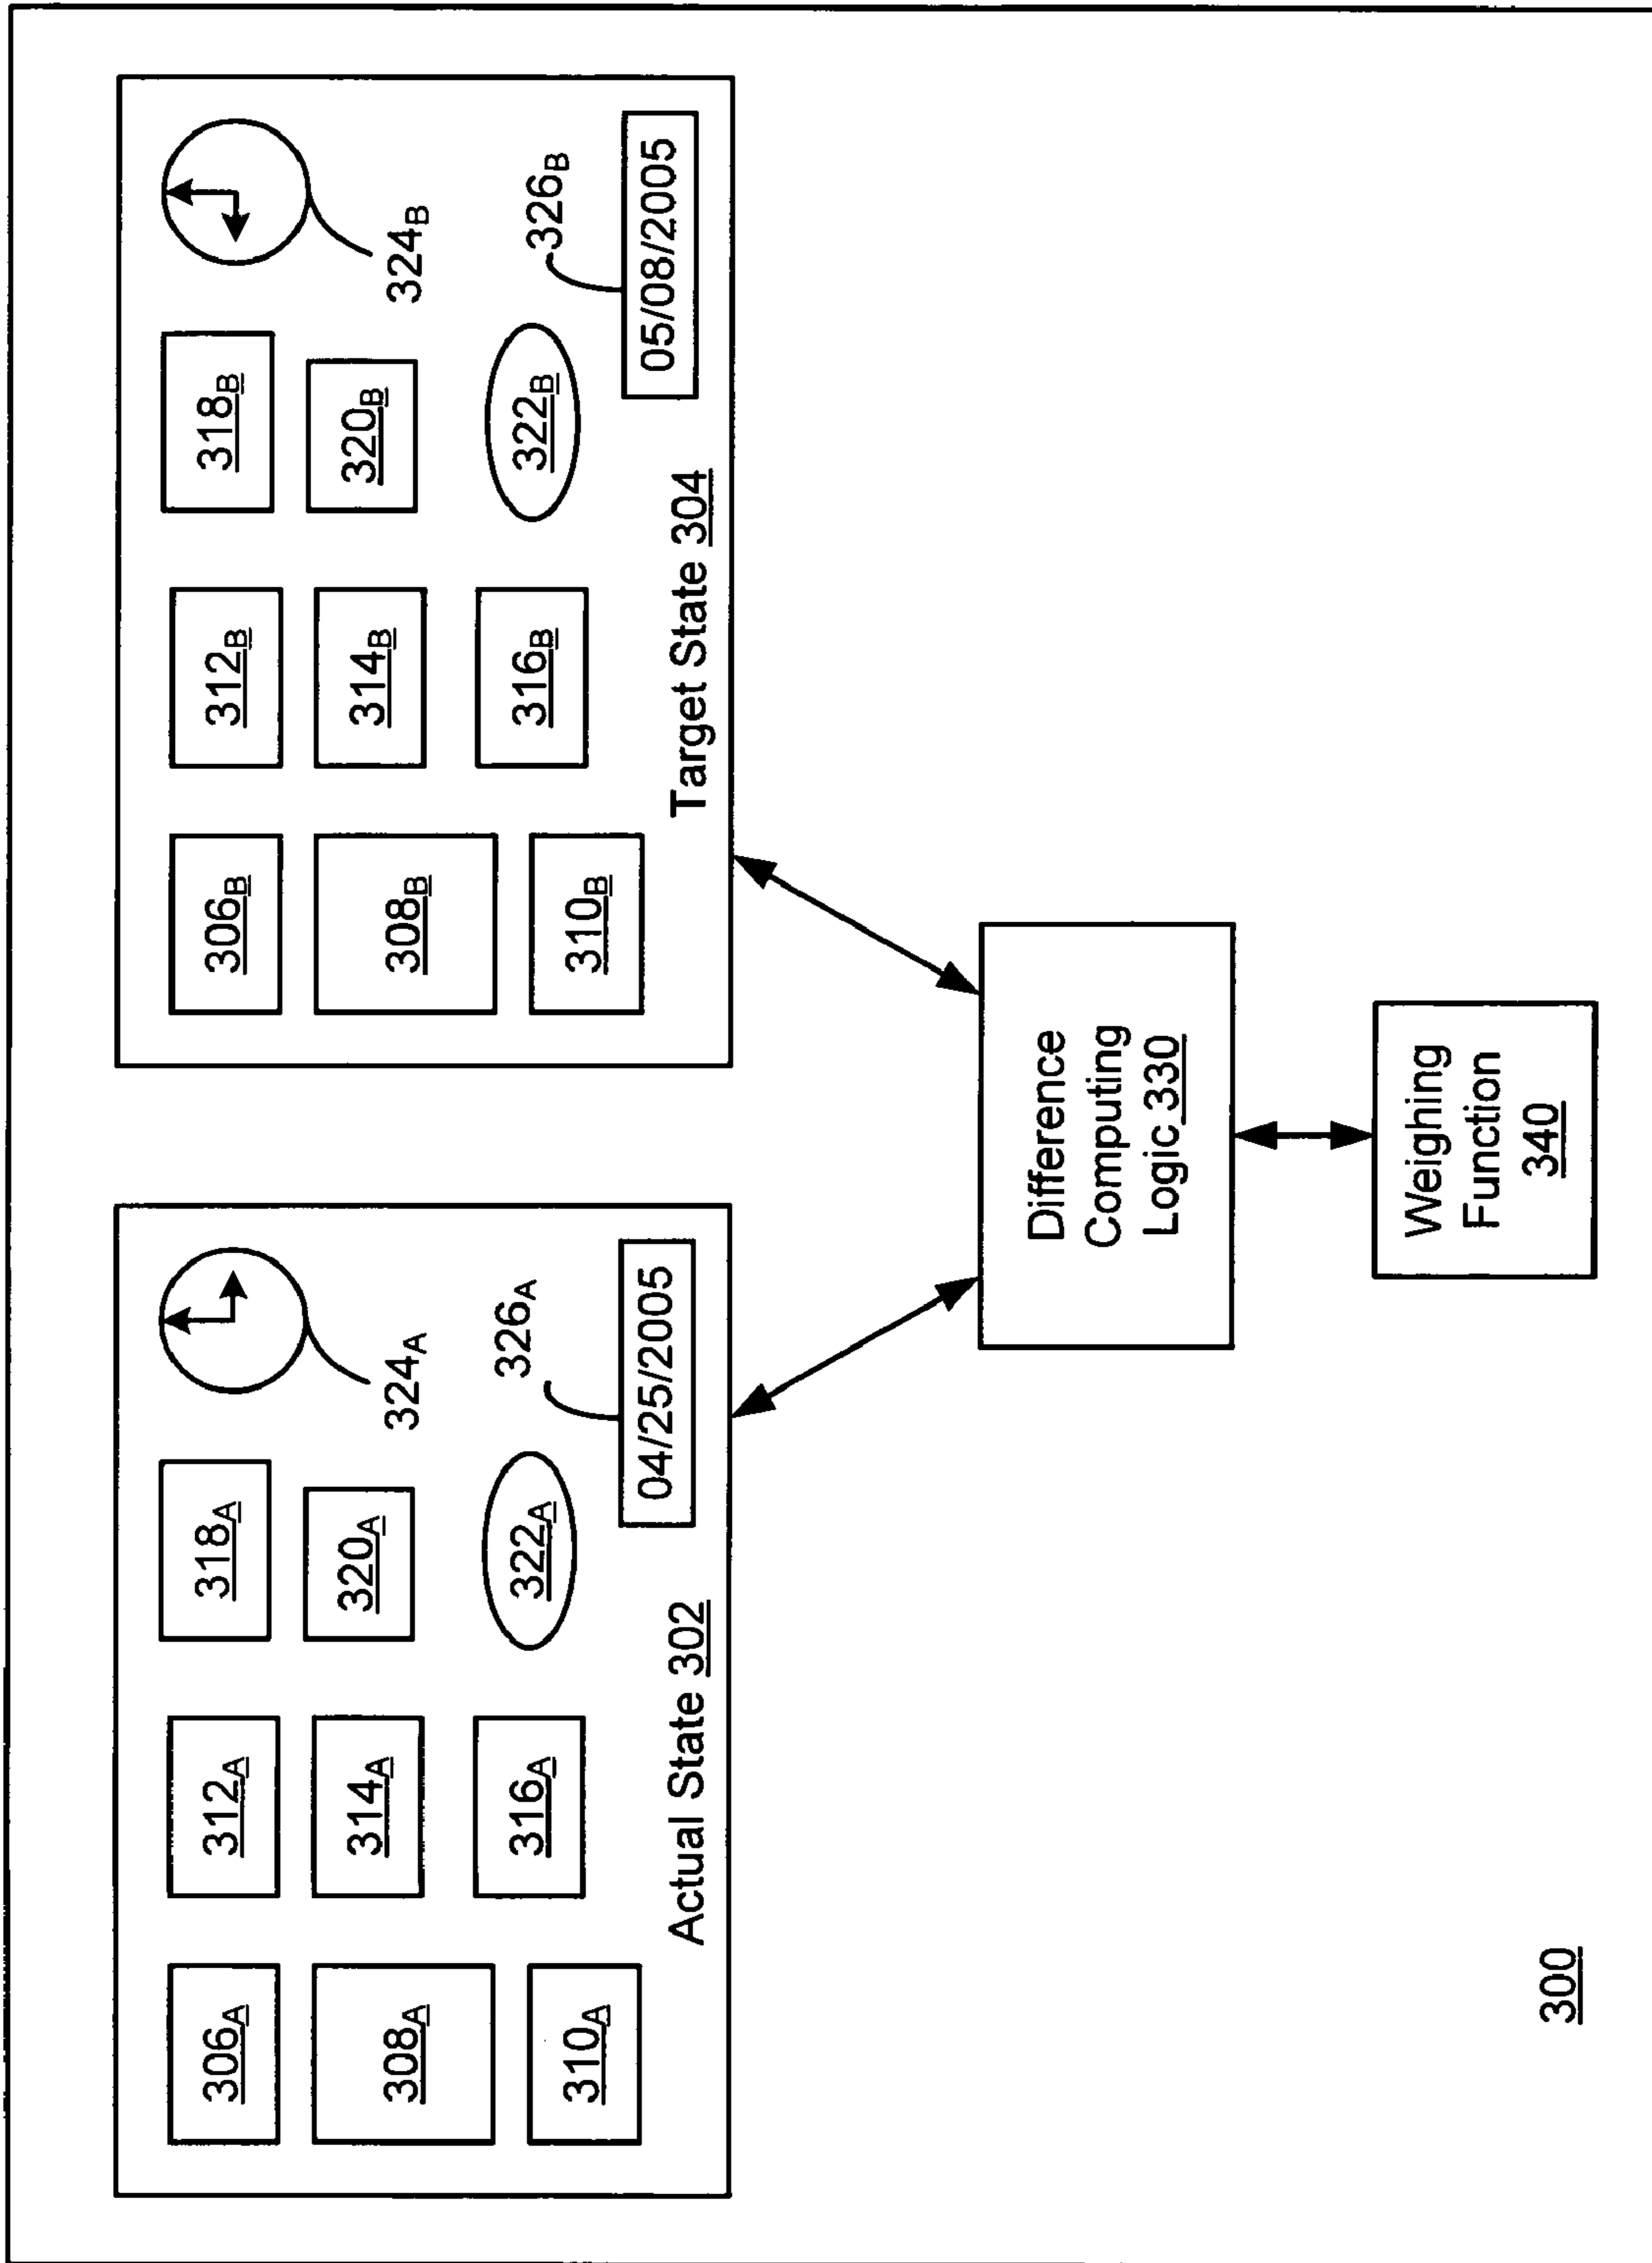 306A
312A
318A
308A
314A
320A
324A
310A
316A
322A
326A
04/25/2005
Actual State 302
306B
312B
318B
308B
314B
320B
324B
310B
316B
322B
326B
05/08/2005
Target State 304
Difference
Computing
Logic 330
Weighing
Function
340
300